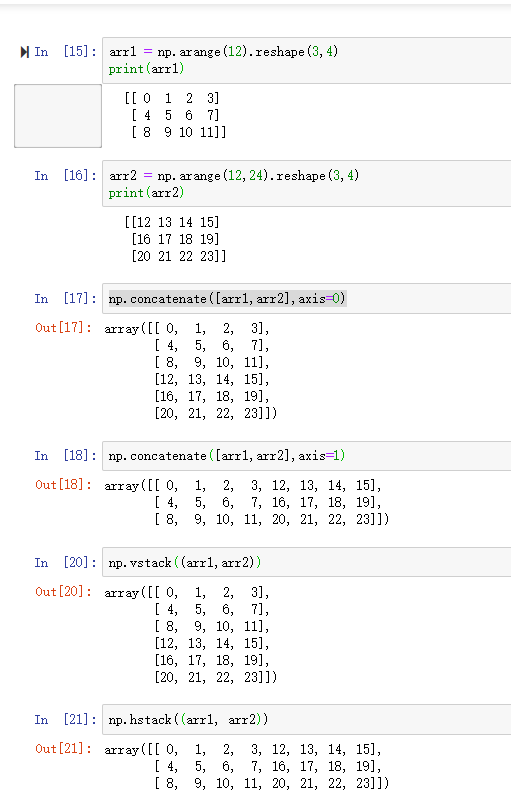 In [15]: arr1 = np.arange(12).reshape(3,4)
print(arr1)
[[ 0  1  2  3]
 [ 4  5  6  7]
 [ 8  9 10 11]]
In [16]: arr2 = np.arange(12,24).reshape(3,4)
print(arr2)
[[12 13 14 15]
 [16 17 18 19]
 [20 21 22 23]]
In [17]: np.concatenate([arr1,arr2],axis=0)
Out[17]: array([[ 0,  1,  2,  3],
       [ 4,  5,  6,  7],
       [ 8,  9, 10, 11],
       [12, 13, 14, 15],
       [16, 17, 18, 19],
       [20, 21, 22, 23]])
In [18]: np.concatenate([arr1,arr2],axis=1)
Out[18]: array([[ 0,  1,  2,  3, 12, 13, 14, 15],
       [ 4,  5,  6,  7, 16, 17, 18, 19],
       [ 8,  9, 10, 11, 20, 21, 22, 23]])
In [20]: np.vstack((arr1,arr2))
Out[20]: array([[ 0,  1,  2,  3],
       [ 4,  5,  6,  7],
       [ 8,  9, 10, 11],
       [12, 13, 14, 15],
       [16, 17, 18, 19],
       [20, 21, 22, 23]])
In [21]: np.hstack((arr1, arr2))
Out[21]: array([[ 0,  1,  2,  3, 12, 13, 14, 15],
       [ 4,  5,  6,  7, 16, 17, 18, 19],
       [ 8,  9, 10, 11, 20, 21, 22, 23]])